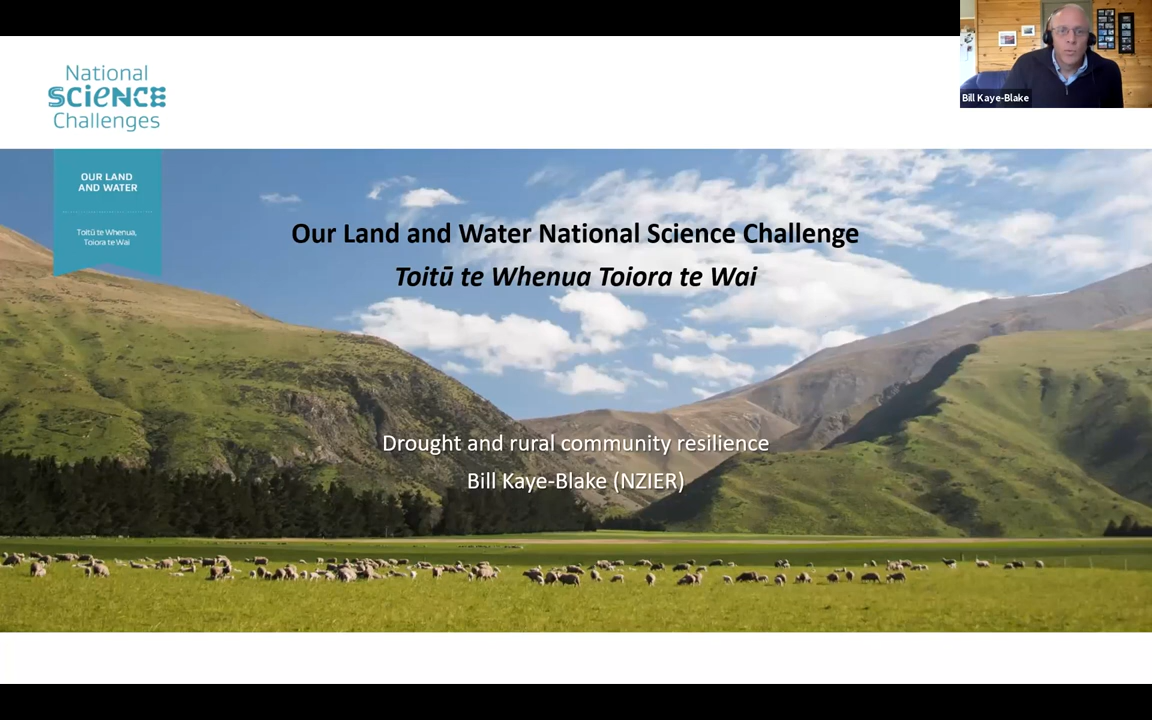 National
SCIENCE
Challenges
Bill Kaye-Blake
OUR LAND
AND WATER
Toitū te Whenua,
Toiora te Wai
Our Land and Water National Science Challenge
Toitū te Whenua Toiora te Wai
Drought and rural community resilience
Bill Kaye-Blake (NZIER)